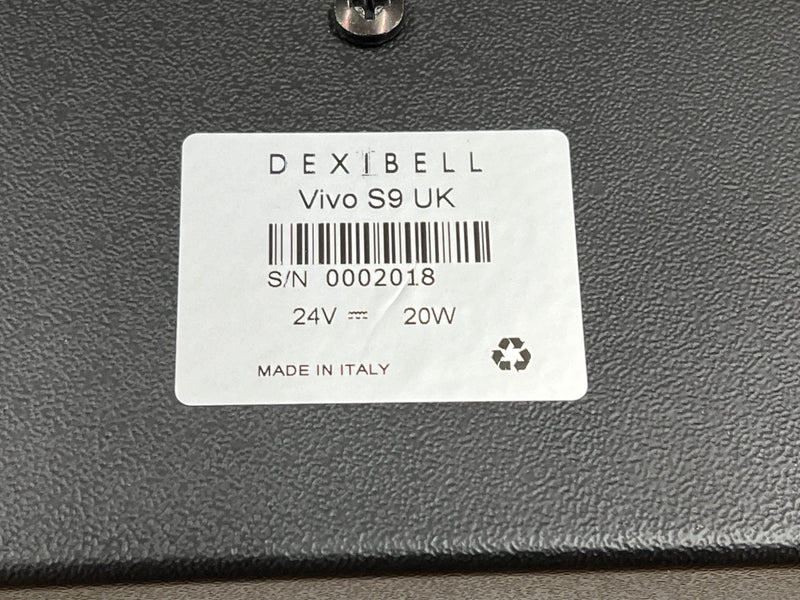 DEXIBELL
Vivo S9 UK
S/N 0002018
24V ⎓ 20W
MADE IN ITALY